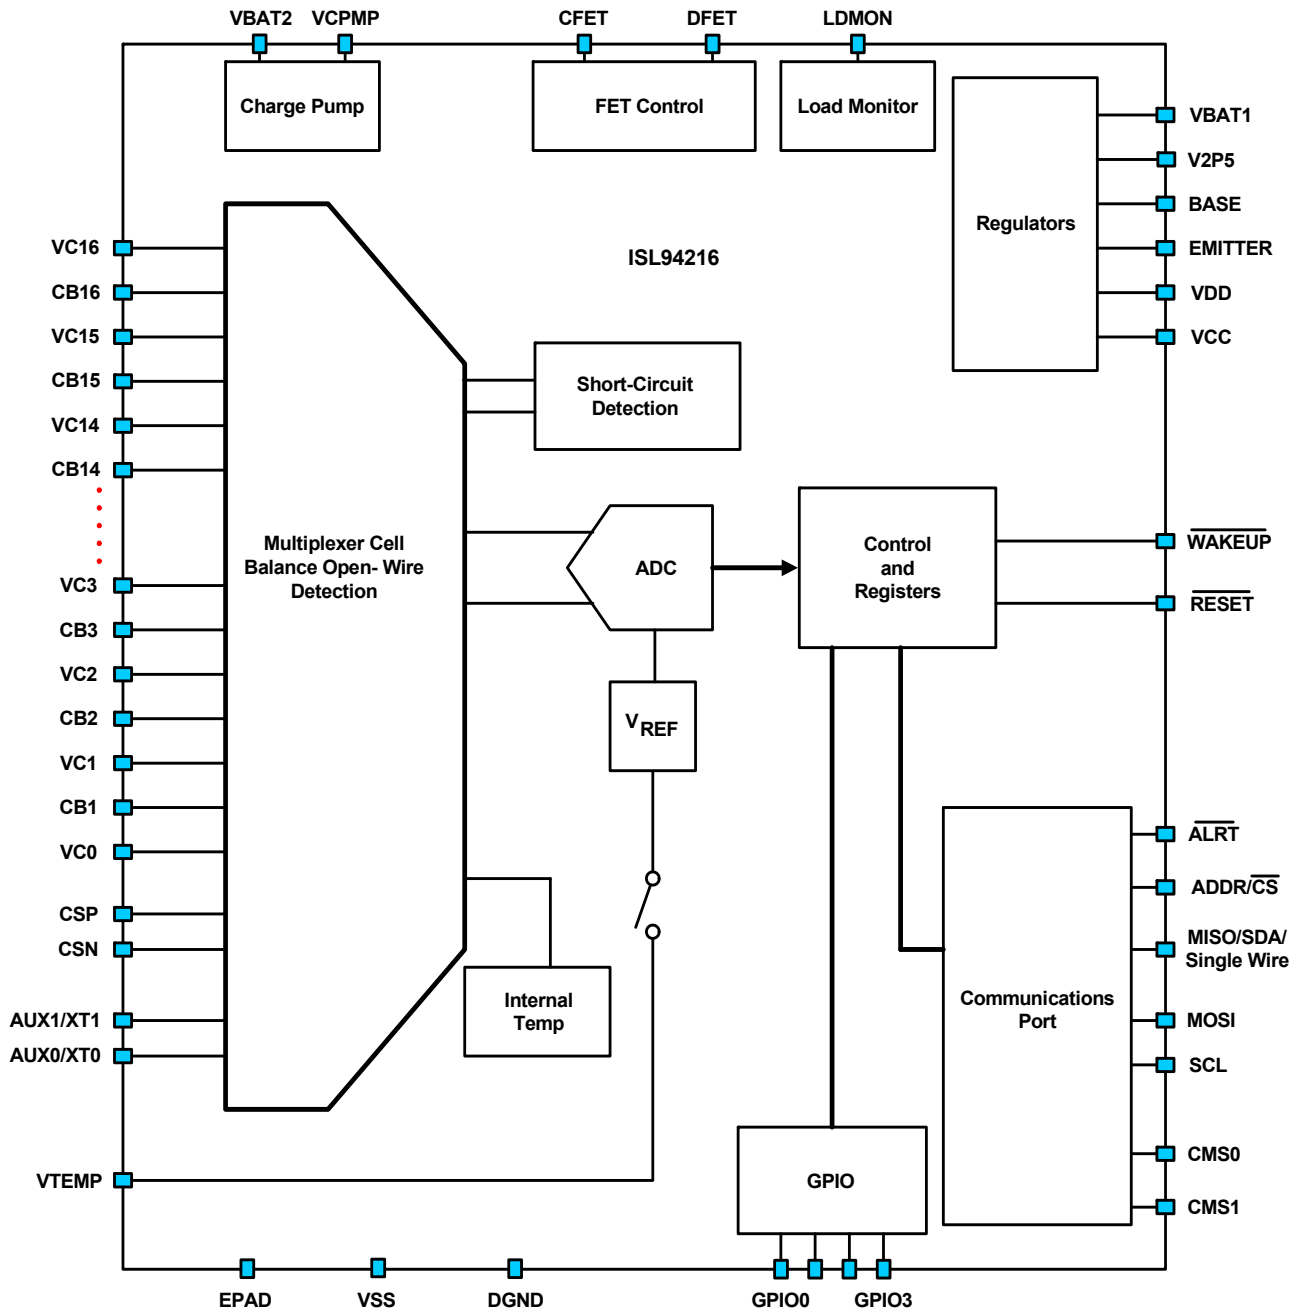 VBAT2
VCPMP
CFET
DFET
LDMON
Charge Pump
FET Control
Load Monitor
Regulators
VBAT1
V2P5
BASE
EMITTER
VDD
VCC
ISL94216
VC16
CB16
VC15
CB15
VC14
CB14
VC3
CB3
VC2
CB2
VC1
CB1
VC0
CSP
CSN
AUX1/XT1
AUX0/XT0
VTEMP
Multiplexer Cell
Balance Open- Wire
Detection
Short-Circuit
Detection
ADC
Control
and
Registers
WAKEUP
RESET
VREF
Internal
Temp
Communications
Port
ALRT
ADDR/CS
MISO/SDA/
Single Wire
MOSI
SCL
CMS0
CMS1
GPIO
EPAD
VSS
DGND
GPIO0
GPIO3